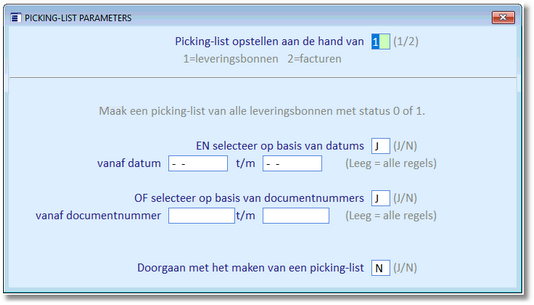 PICKING-LIST PARAMETERS
Picking-list opstellen aan de hand van 1 (1/2)
1=leveringsbonnen 2=facturen
Maak een picking-list van alle leveringsbonnen met status 0 of 1.
EN selecteer op basis van datums J (J/N)
vanaf datum - - t/m - - (Leeg = alle regels)
OF selecteer op basis van documentnummers J (J/N)
vanaf documentnummer t/m (Leeg = alle regels)
Doorgaan met het maken van een picking-list N (J/N)